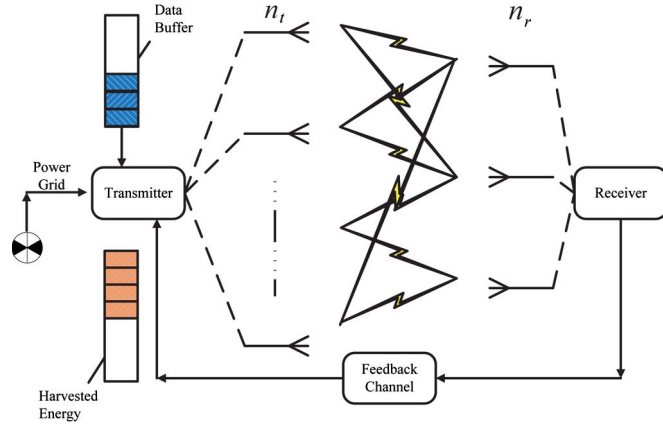 Data
Buffer
n_t
n_r
Power
Grid
Transmitter
Receiver
Feedback
Channel
Harvested
Energy